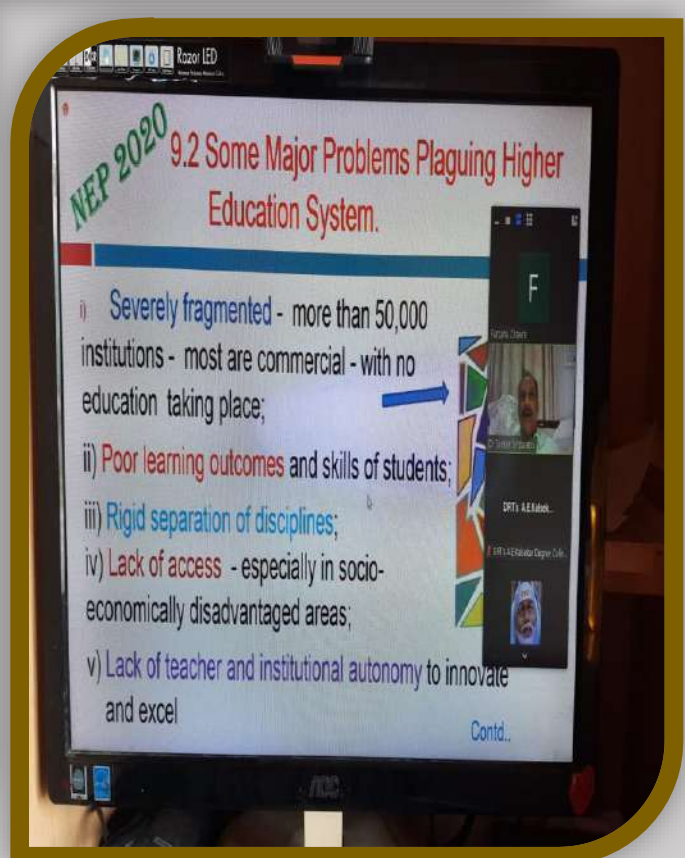 Razor LED
NEP 2020
9.2 Some Major Problems Plaguing Higher
Education System.
i) Severely fragmented - more than 50,000
institutions - most are commercial - with no
education taking place;
ii) Poor learning outcomes and skills of students;
iii) Rigid separation of disciplines;
iv) Lack of access - especially in socio-
economically disadvantaged areas;
v) Lack of teacher and institutional autonomy to innovate
and excel
Contd..
F
DRT's A.E.Kalsek...
AOC